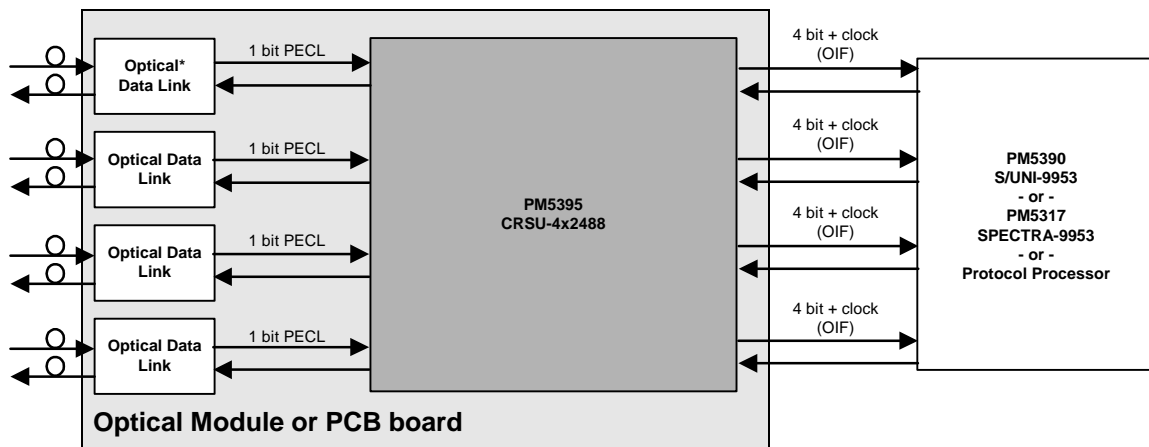 Optical*
Data Link
1 bit PECL
4 bit + clock
(OIF)
Optical Data
Link
1 bit PECL
4 bit + clock
(OIF)
PM5395
CRSU-4x2488
PM5390
S/UNI-9953
- or -
PM5317
SPECTRA-9953
- or -
Protocol Processor
Optical Data
Link
1 bit PECL
4 bit + clock
(OIF)
Optical Data
Link
1 bit PECL
4 bit + clock
(OIF)
Optical Module or PCB board